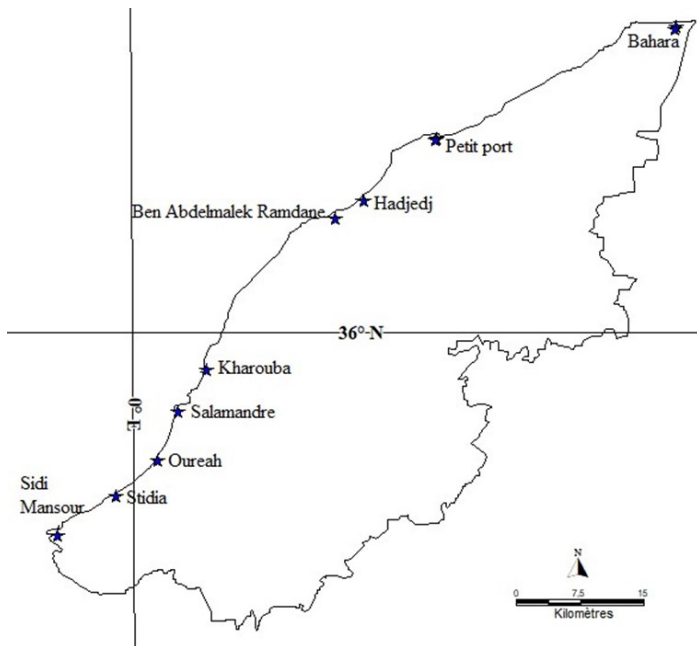 Bahara
Petit port
Ben Abdelmalek Ramdane
Hadjedj
36°-N
Kharouba
0°-E
Salamandre
Oureah
Sidi
Mansour
Stidia
N
0 7,5 15
Kilomètres